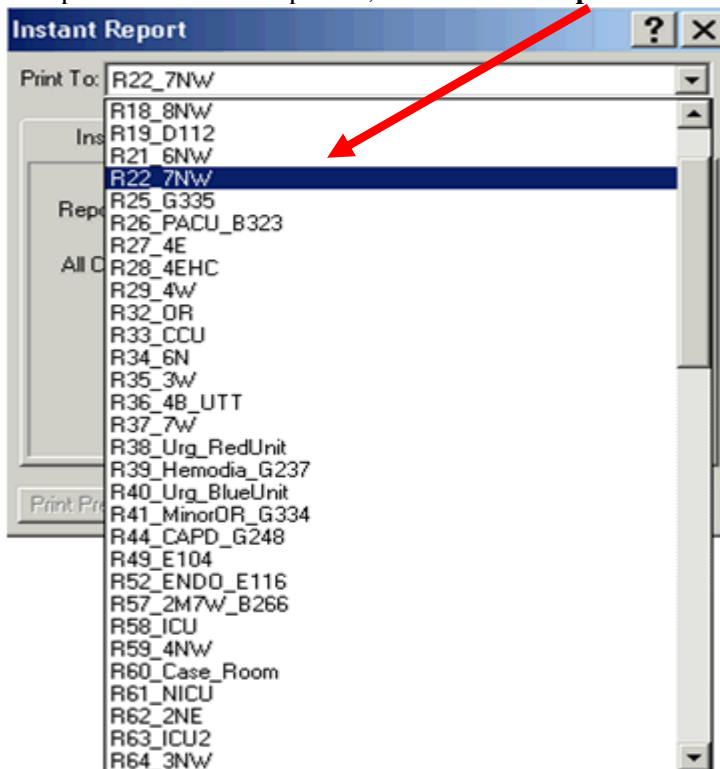 Instant Report
Print To: R22_7NW
R18_8NW
Ins R19_D112
R21_6NW
R22_7NW
Repo R25_G335
R26_PACU_B323
R27_4E
All C R28_4EHC
R29_4W
R32_OR
R33_CCU
R34_6N
R35_3W
R36_4B_UTT
R37_7W
R38_Urg_RedUnit
R39_Hemodia_G237
R40_Urg_BlueUnit
Print Pre R41_MinorOR_G334
R44_CAPD_G248
R49_E104
R52_ENDO_E116
R57_2M7W_B266
R58_ICU
R59_4NW
R60_Case_Room
R61_NICU
R62_2NE
R63_ICU2
R64_3NW